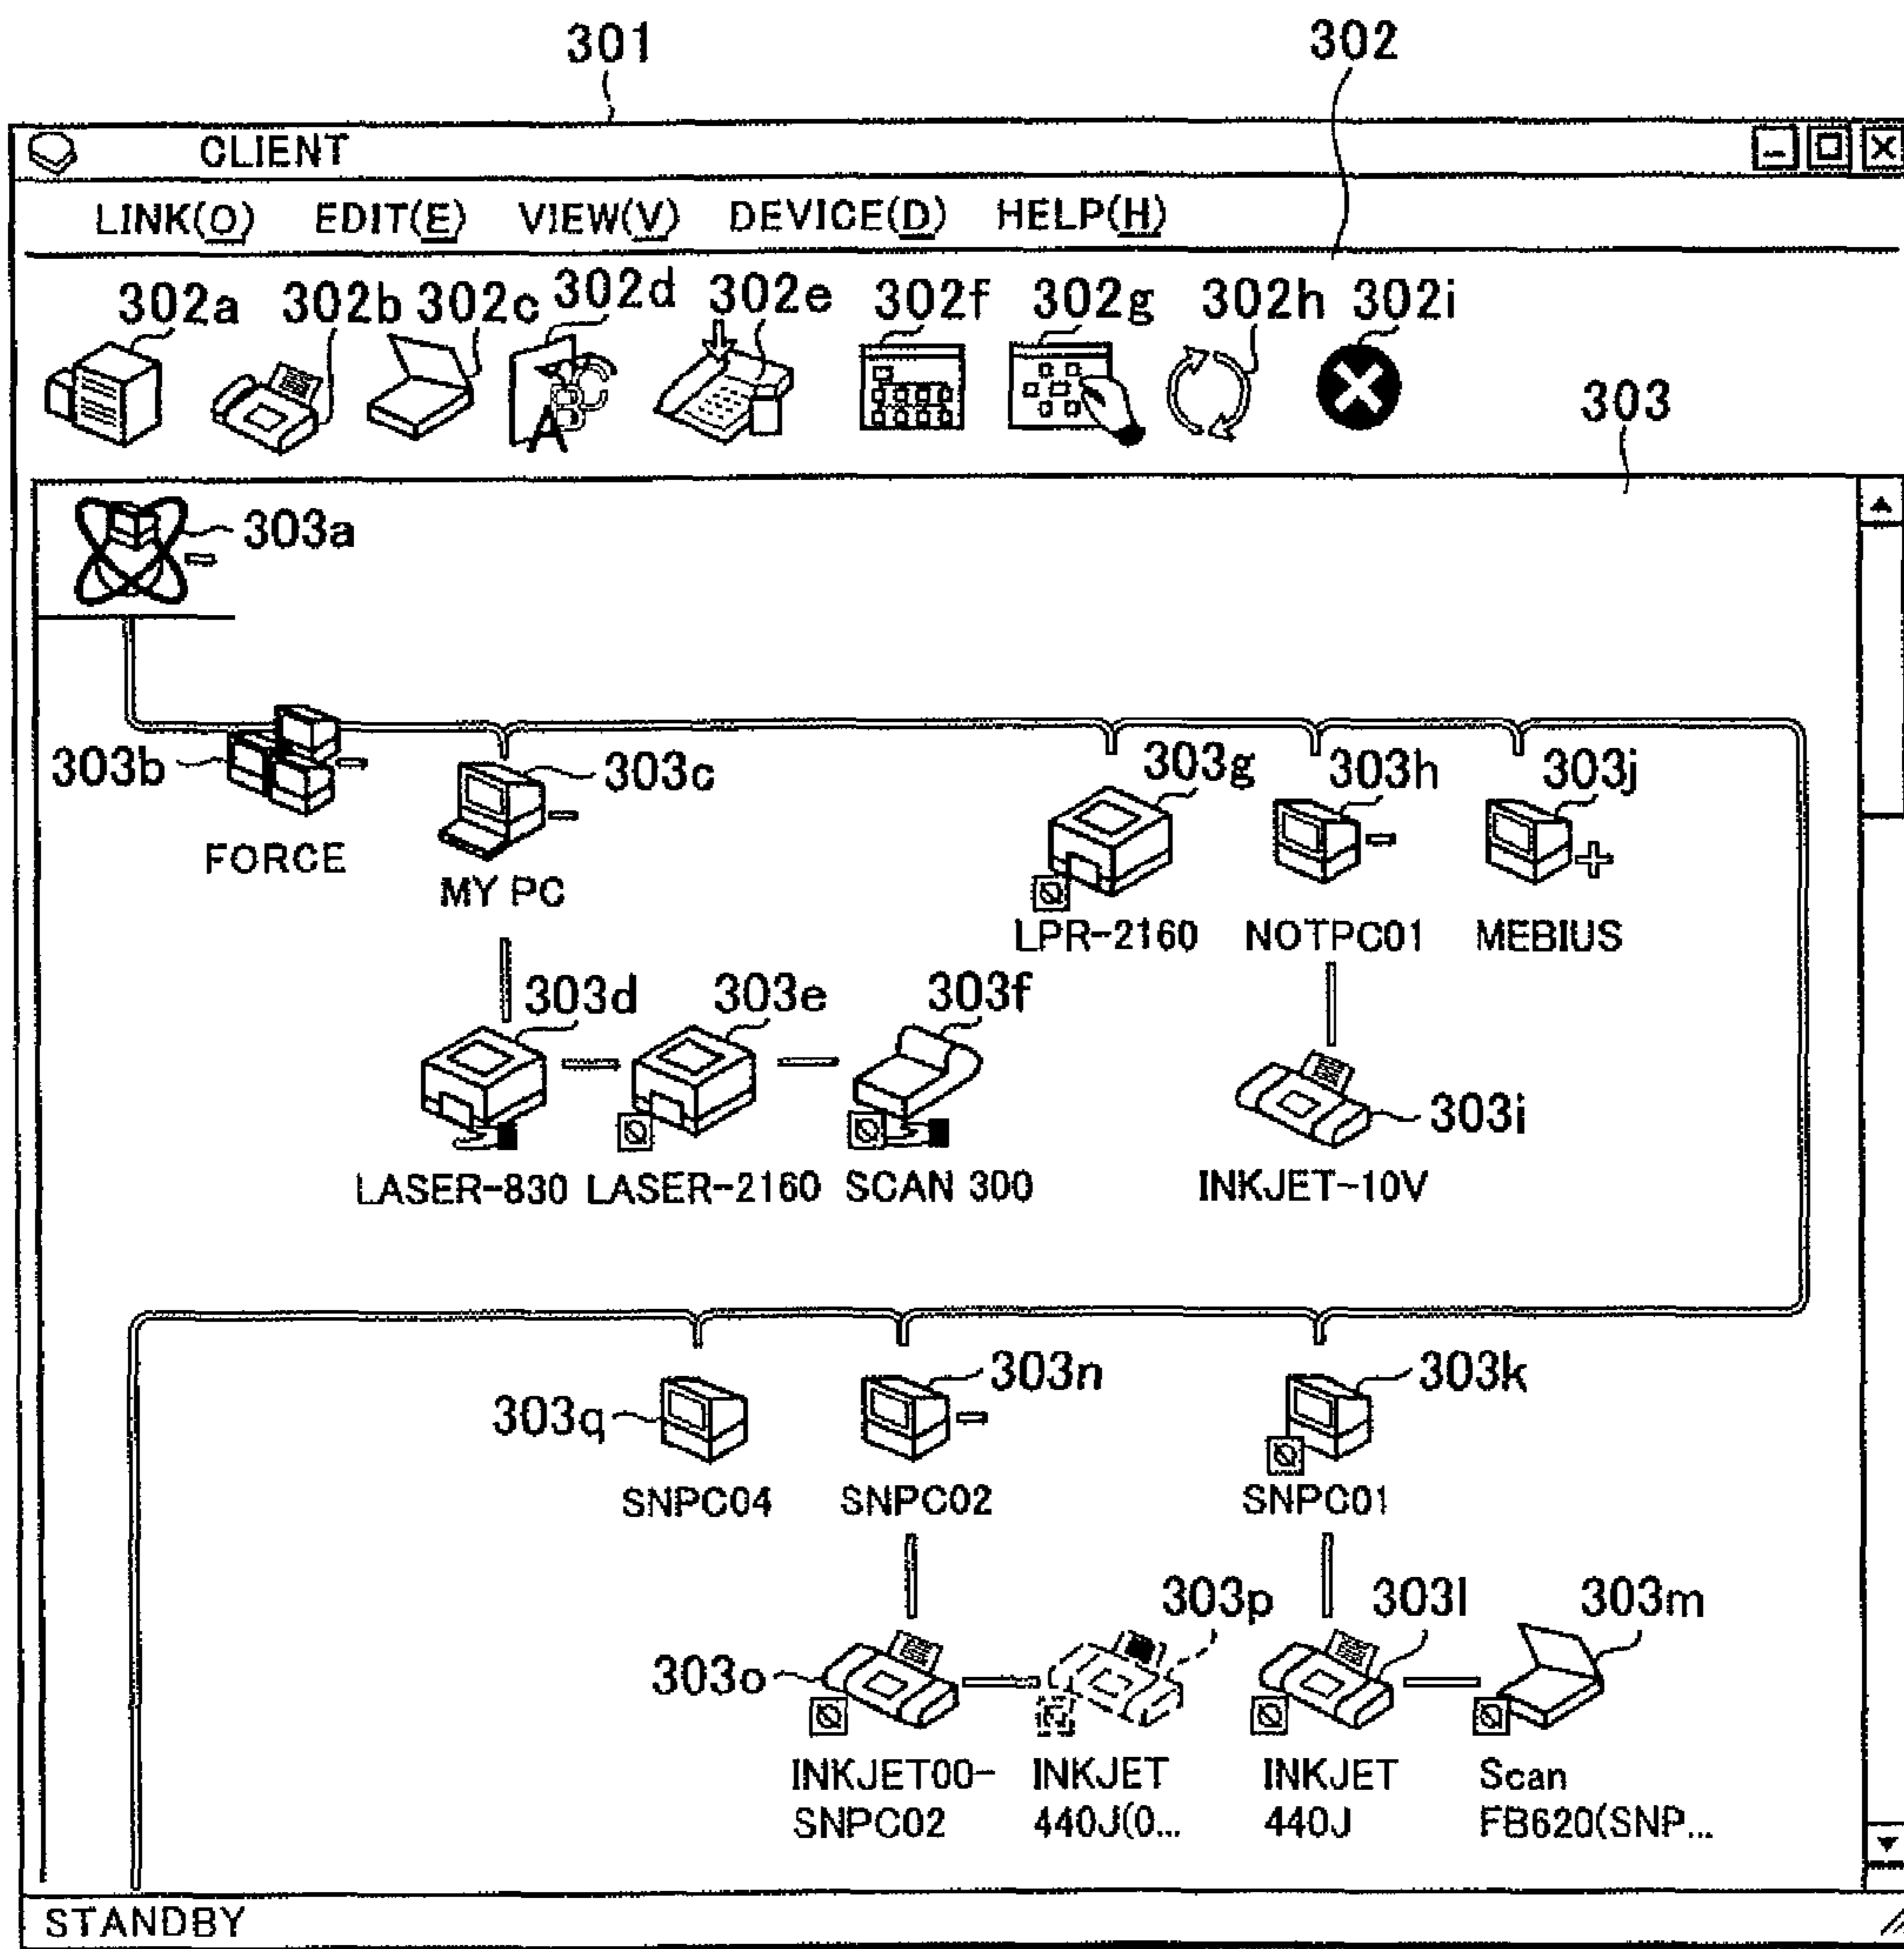 301
302
CLIENT
LINK(O) EDIT(E) VIEW(V) DEVICE(D) HELP(H)
302a 302b 302c 302d 302e 302f 302g 302h 302i
303
303a
303b
303c
303g
303h
303j
FORCE
MY PC
LPR-2160
NOTPC01
MEBIUS
303d
303e
303f
303i
LASER-830
LASER-2160
SCAN 300
INKJET-10V
303q
303n
303k
SNPC04
SNPC02
SNPC01
303o
303p
303l
303m
INKJET00-
SNPC02
INKJET
440J(0...
INKJET
440J
Scan
FB620(SNP...
STANDBY